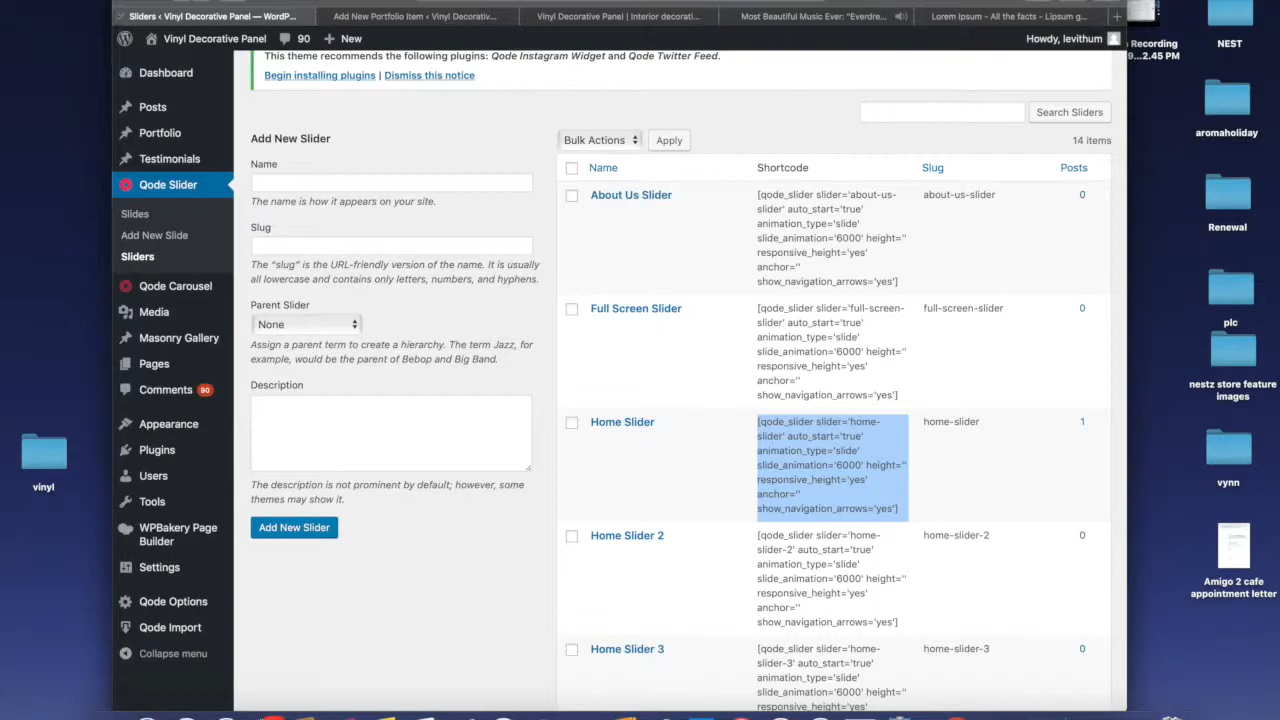 Sliders < Vinyl Decorative Panel — WordP...
Add New Portfolio Item < Vinyl Decorativ...
Vinyl Decorative Panel | Interior decorati...
Most Beautiful Music Ever: "Everdre...
Lorem Ipsum - All the facts - Lipsum g...
Vinyl Decorative Panel
90
New
Howdy, levithum
Recording
9...2.45 PM
NEST
aromaholiday
Renewal
plc
nestz store feature
images
vynn
Amigo 2 cafe
appointment letter
vinyl
Dashboard
Posts
Portfolio
Testimonials
Qode Slider
Slides
Add New Slide
Sliders
Qode Carousel
Media
Masonry Gallery
Pages
Comments 90
Appearance
Plugins
Users
Tools
WPBakery Page
Builder
Settings
Qode Options
Qode Import
Collapse menu
This theme recommends the following plugins: Qode Instagram Widget and Qode Twitter Feed.
Begin installing plugins | Dismiss this notice
Search Sliders
Add New Slider
Name
The name is how it appears on your site.
Slug
The “slug” is the URL-friendly version of the name. It is usually
all lowercase and contains only letters, numbers, and hyphens.
Parent Slider
None
Assign a parent term to create a hierarchy. The term Jazz, for
example, would be the parent of Bebop and Big Band.
Description
The description is not prominent by default; however, some
themes may show it.
Add New Slider
Bulk Actions
Apply
14 items
Name
Shortcode
Slug
Posts
About Us Slider
[qode_slider slider='about-us-
slider' auto_start='true'
animation_type='slide'
slide_animation='6000' height=''
responsive_height='yes'
anchor=''
show_navigation_arrows='yes']
about-us-slider
0
Full Screen Slider
[qode_slider slider='full-screen-
slider' auto_start='true'
animation_type='slide'
slide_animation='6000' height=''
responsive_height='yes'
anchor=''
show_navigation_arrows='yes']
full-screen-slider
0
Home Slider
[qode_slider slider='home-
slider' auto_start='true'
animation_type='slide'
slide_animation='6000' height=''
responsive_height='yes'
anchor=''
show_navigation_arrows='yes']
home-slider
1
Home Slider 2
[qode_slider slider='home-
slider-2' auto_start='true'
animation_type='slide'
slide_animation='6000' height=''
responsive_height='yes'
anchor=''
show_navigation_arrows='yes']
home-slider-2
0
Home Slider 3
[qode_slider slider='home-
slider-3' auto_start='true'
animation_type='slide'
slide_animation='6000' height=''
responsive_height='yes'
home-slider-3
0